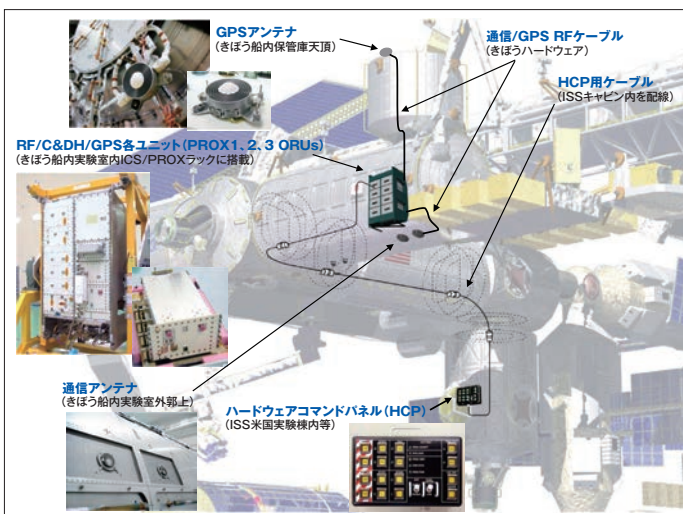 GPSアンテナ
(きぼう船内保管庫天頂)
通信/GPS RFケーブル
(きぼうハードウェア)
HCP用ケーブル
(ISSキャビン内を配線)
RF/C&DH/GPS各ユニット(PROX1、2、3 ORUs)
(きぼう船内実験室内ICS/PROXラックに搭載)
通信アンテナ
(きぼう船内実験室外郭上)
ハードウェアコマンドパネル(HCP)
(ISS米国実験棟内等)